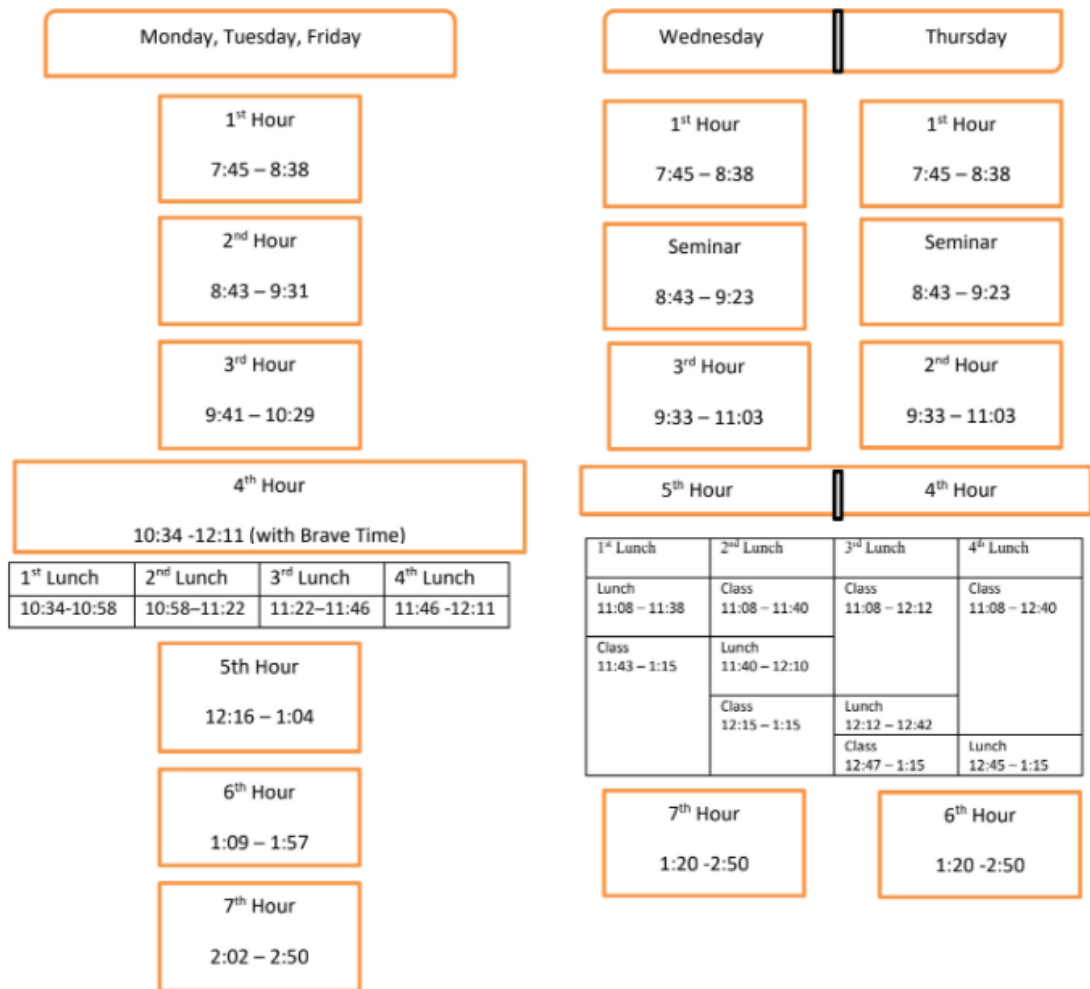 Monday, Tuesday, Friday
1st Hour
7:45 – 8:38
2nd Hour
8:43 – 9:31
3rd Hour
9:41 – 10:29
4th Hour
10:34 -12:11 (with Brave Time)
1st Lunch 2nd Lunch 3rd Lunch 4th Lunch
10:34-10:58 10:58–11:22 11:22–11:46 11:46 -12:11
5th Hour
12:16 – 1:04
6th Hour
1:09 – 1:57
7th Hour
2:02 – 2:50
Wednesday Thursday
1st Hour 1st Hour
7:45 – 8:38 7:45 – 8:38
Seminar Seminar
8:43 – 9:23 8:43 – 9:23
3rd Hour 2nd Hour
9:33 – 11:03 9:33 – 11:03
5th Hour 4th Hour
1st Lunch 2nd Lunch 3rd Lunch 4th Lunch
Lunch Class Class Class
11:08 – 11:38 11:08 – 11:40 11:08 – 12:12 11:08 – 12:40
Class Lunch
11:43 – 1:15 11:40 – 12:10
Class Lunch
12:15 – 1:15 12:12 – 12:42
Class Lunch
12:47 – 1:15 12:45 – 1:15
7th Hour 6th Hour
1:20 -2:50 1:20 -2:50